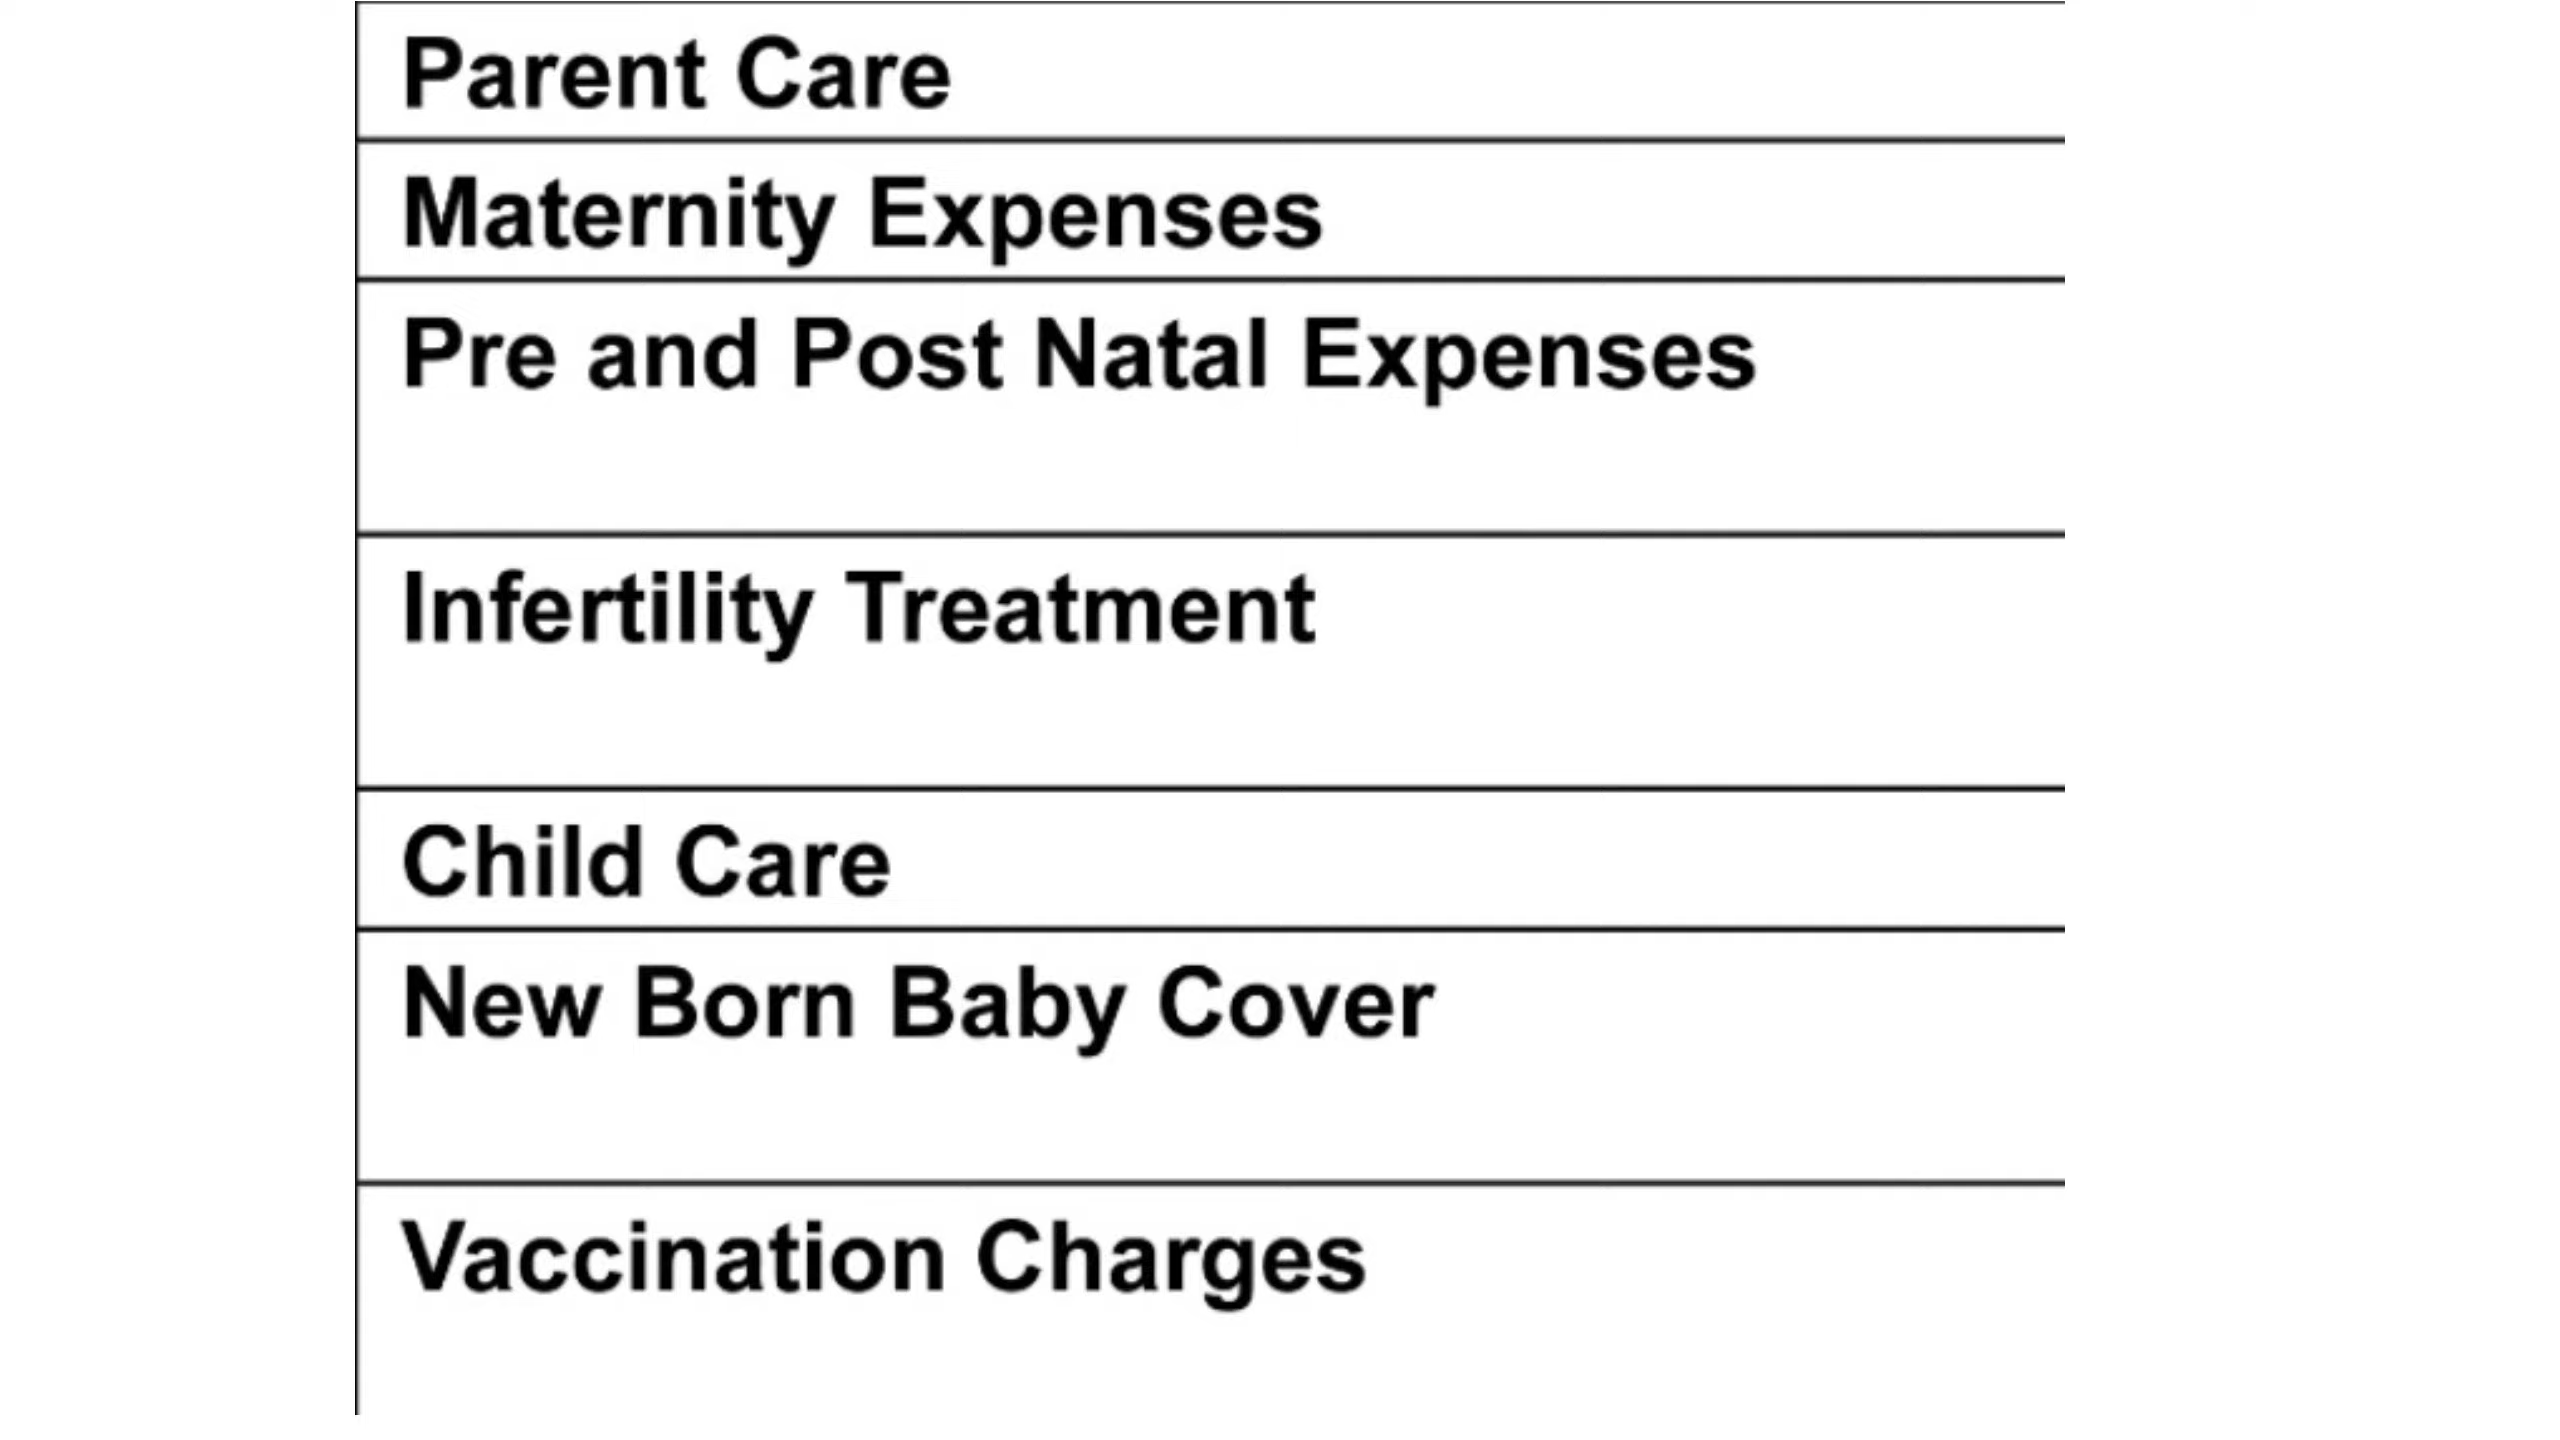 Parent Care
Maternity Expenses
Pre and Post Natal Expenses
Infertility Treatment
Child Care
New Born Baby Cover
Vaccination Charges